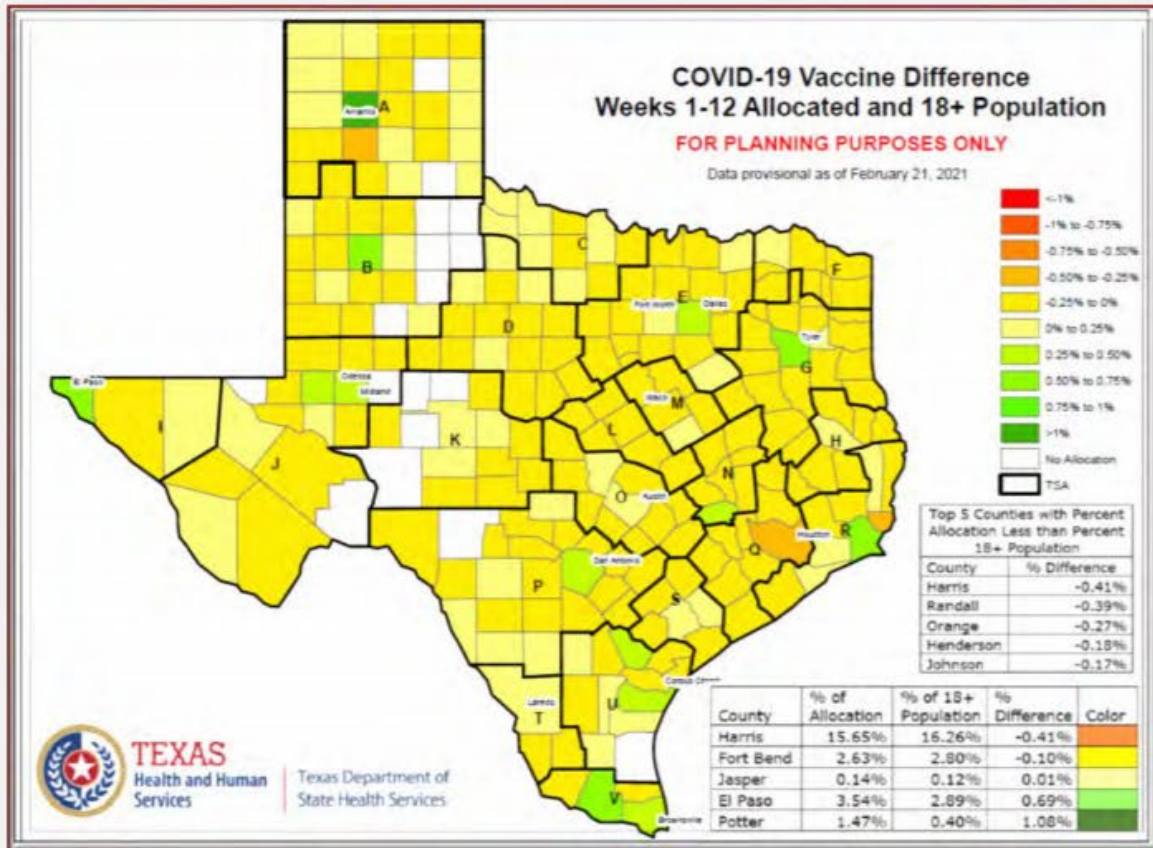 COVID-19 Vaccine Difference
Weeks 1-12 Allocated and 18+ Population
FOR PLANNING PURPOSES ONLY
Data provisional as of February 21, 2021
<-1%
-1% to -0.75%
-0.75% to -0.50%
-0.50% to -0.25%
-0.25% to 0%
0% to 0.25%
0.25% to 0.50%
0.50% to 0.75%
0.75% to 1%
>1%
No Allocation
TSA
A
Amarillo
B
C
D
E
Fort Worth
Dallas
F
Tyler
G
El Paso
Odessa
Midland
I
J
K
Waco
M
L
H
N
O
Austin
Houston
R
Q
San Antonio
P
S
Corpus Christi
U
Laredo
T
V
Brownsville
Top 5 Counties with Percent
Allocation Less than Percent
18+ Population
County % Difference
Harris -0.41%
Randall -0.39%
Orange -0.27%
Henderson -0.18%
Johnson -0.17%
County % of Allocation % of 18+ Population % Difference Color
Harris 15.65% 16.26% -0.41%
Fort Bend 2.63% 2.80% -0.10%
Jasper 0.14% 0.12% 0.01%
El Paso 3.54% 2.89% 0.69%
Potter 1.47% 0.40% 1.08%
TEXAS
Health and Human
Services
Texas Department of
State Health Services